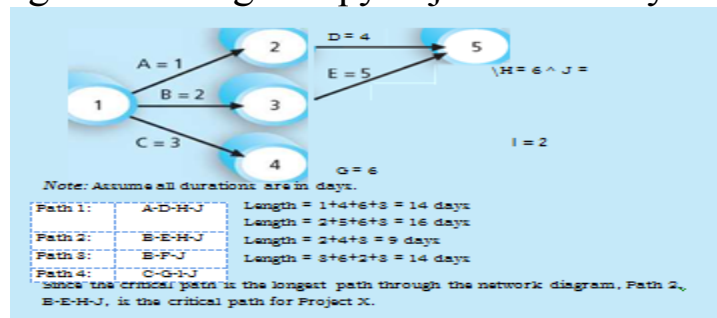 D= 4
2
5
A = 1
E = 5
\H= 6 ^ J =
B = 2
1
3
C = 3
I = 2
4
G= 6
Note: Assume all durations are in days.
Path 1: A-D-H-J Length = 1+4+6+3 = 14 days
Length = 2+5+6+3 = 16 days
Path 2: B-E-H-J Length = 2+4+3 = 9 days
Path 3: B-F-J Length = 3+6+2+3 = 14 days
Path 4: C-G-I-J
Since the critical path is the longest path through the network diagram, Path 2,
B-E-H-J, is the critical path for Project X.